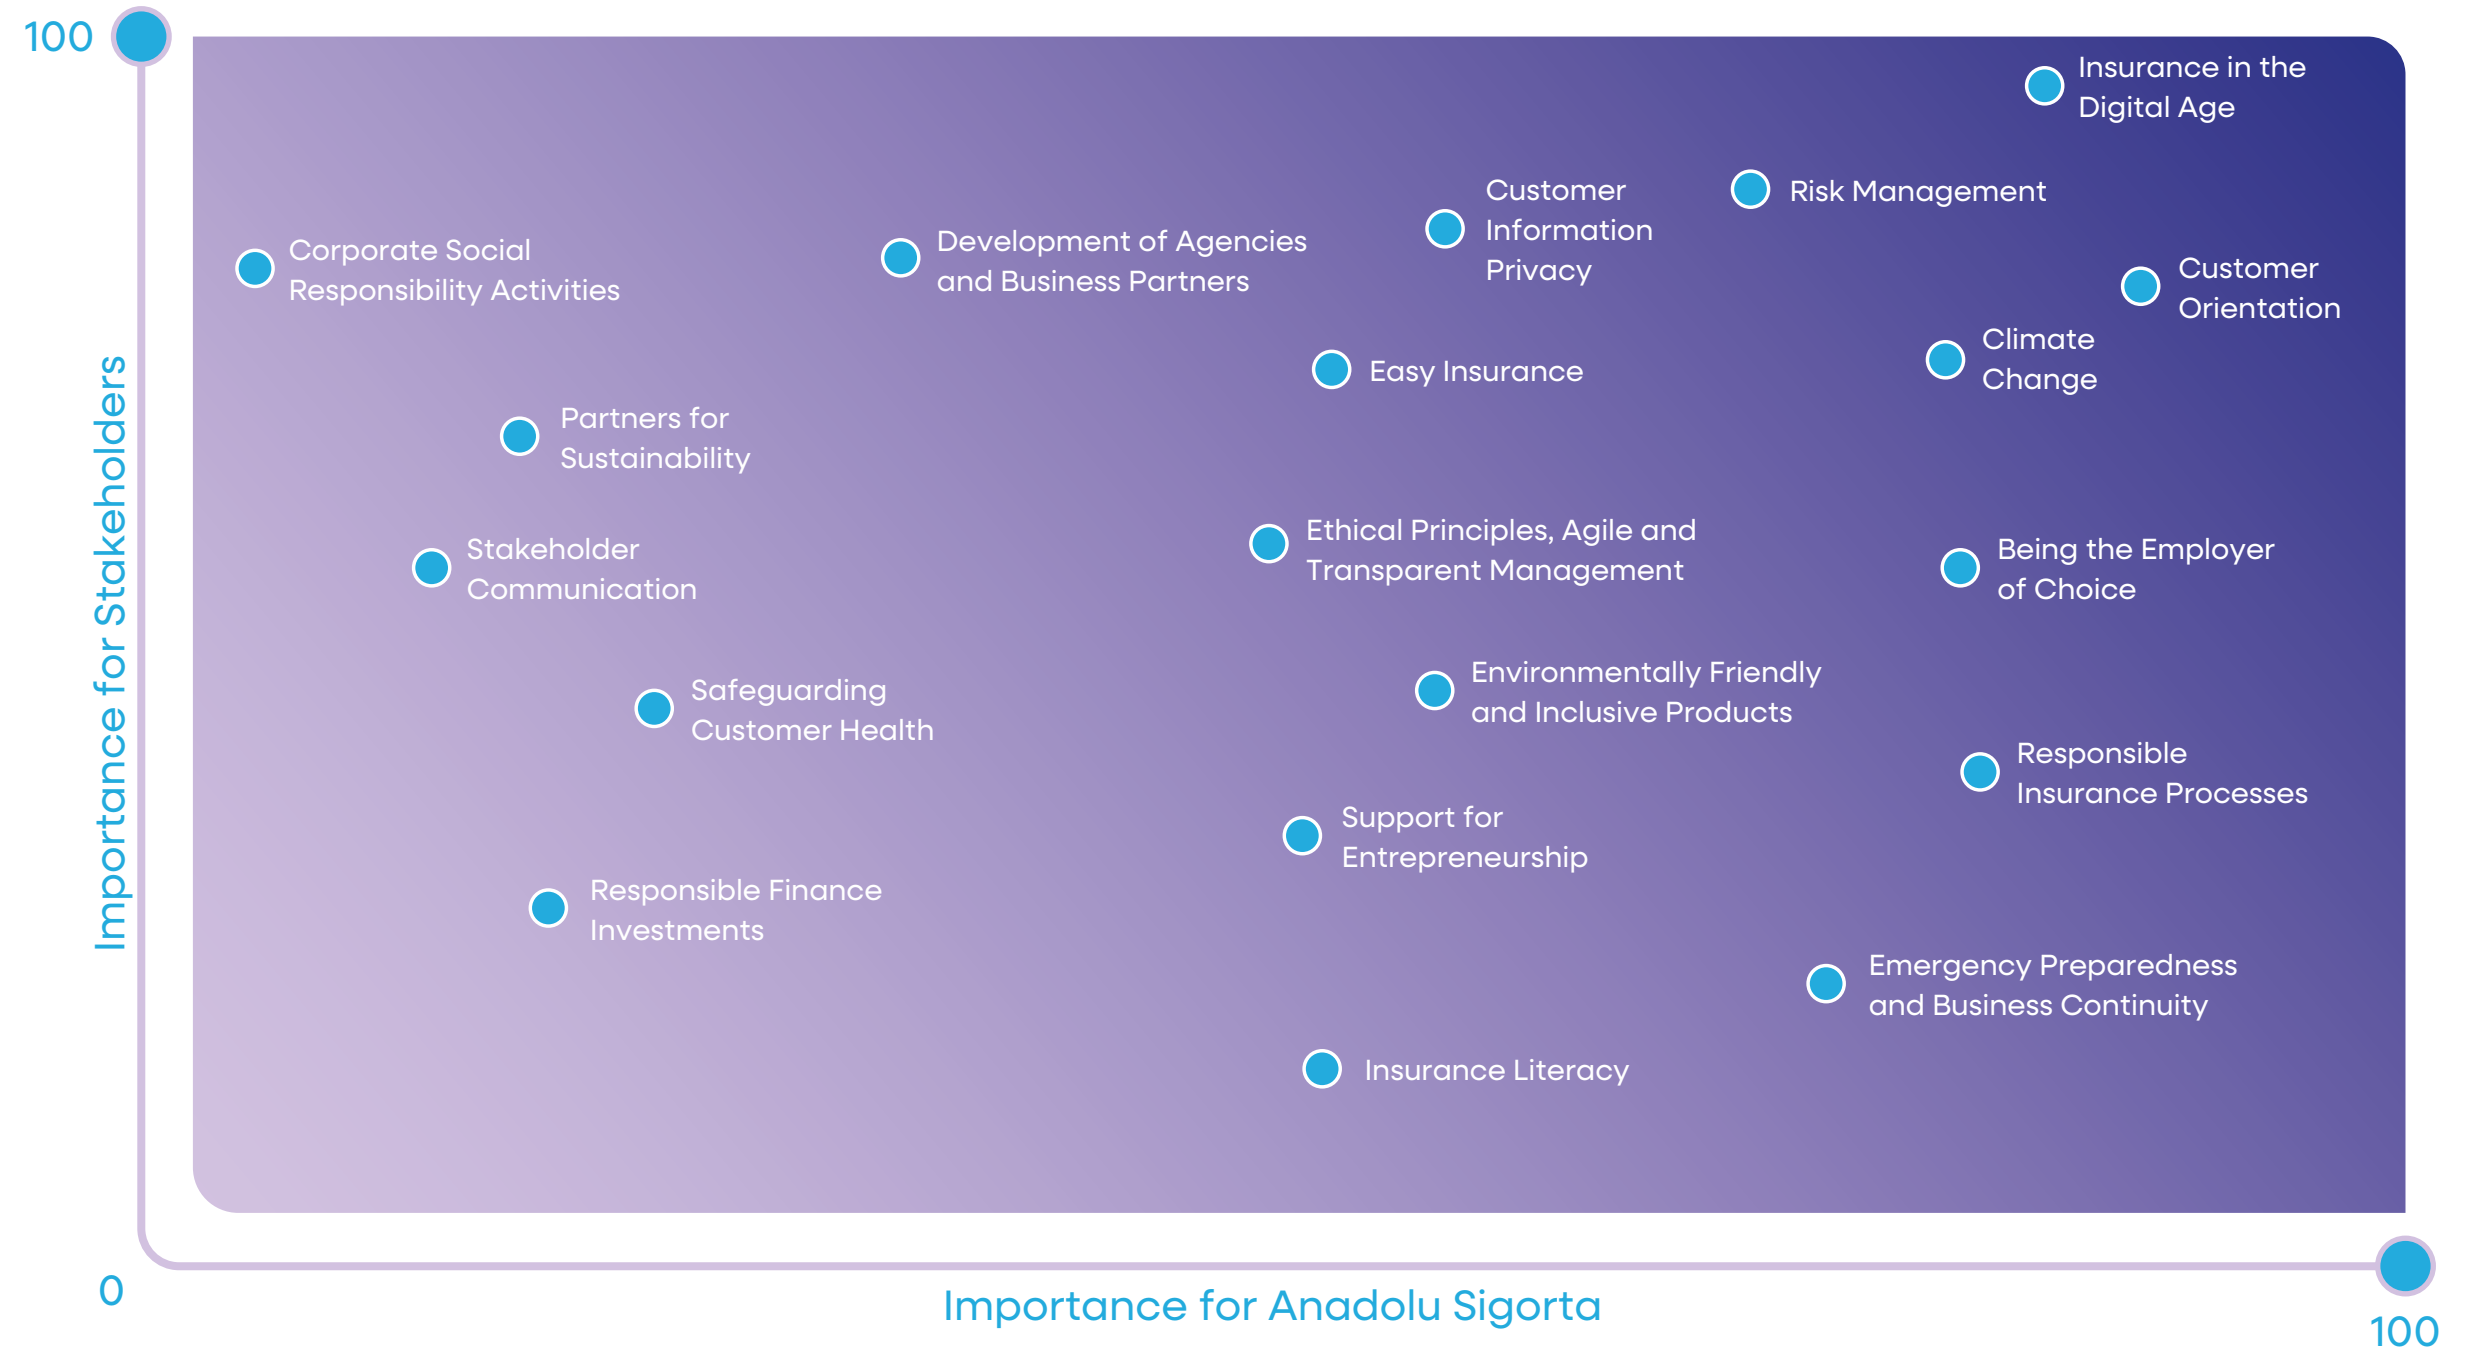 100
Insurance in the
Digital Age
Customer
Information
Privacy
Risk Management
Corporate Social
Responsibility Activities
Development of Agencies
and Business Partners
Customer
Orientation
Climate
Change
Easy Insurance
Partners for
Sustainability
Ethical Principles, Agile and
Transparent Management
Stakeholder
Communication
Being the Employer
of Choice
Environmentally Friendly
and Inclusive Products
Safeguarding
Customer Health
Responsible
Insurance Processes
Support for
Entrepreneurship
Responsible Finance
Investments
Emergency Preparedness
and Business Continuity
Insurance Literacy
Importance for Stakeholders
0
Importance for Anadolu Sigorta
100